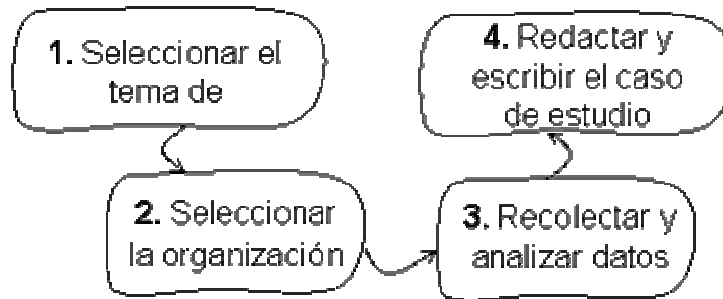 1. Seleccionar el
tema de
2. Seleccionar
la organización
3. Recolectar y
analizar datos
4. Redactar y
escribir el caso
de estudio